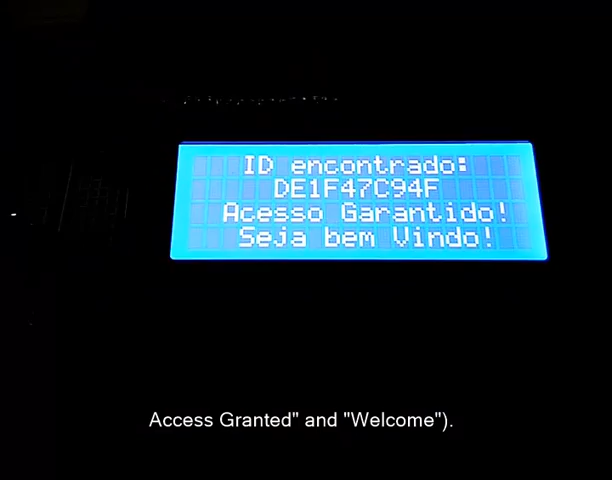 ID encontrado:
DE1F47C94F
Acesso Garantido!
Seja bem Vindo!
Access Granted" and "Welcome").